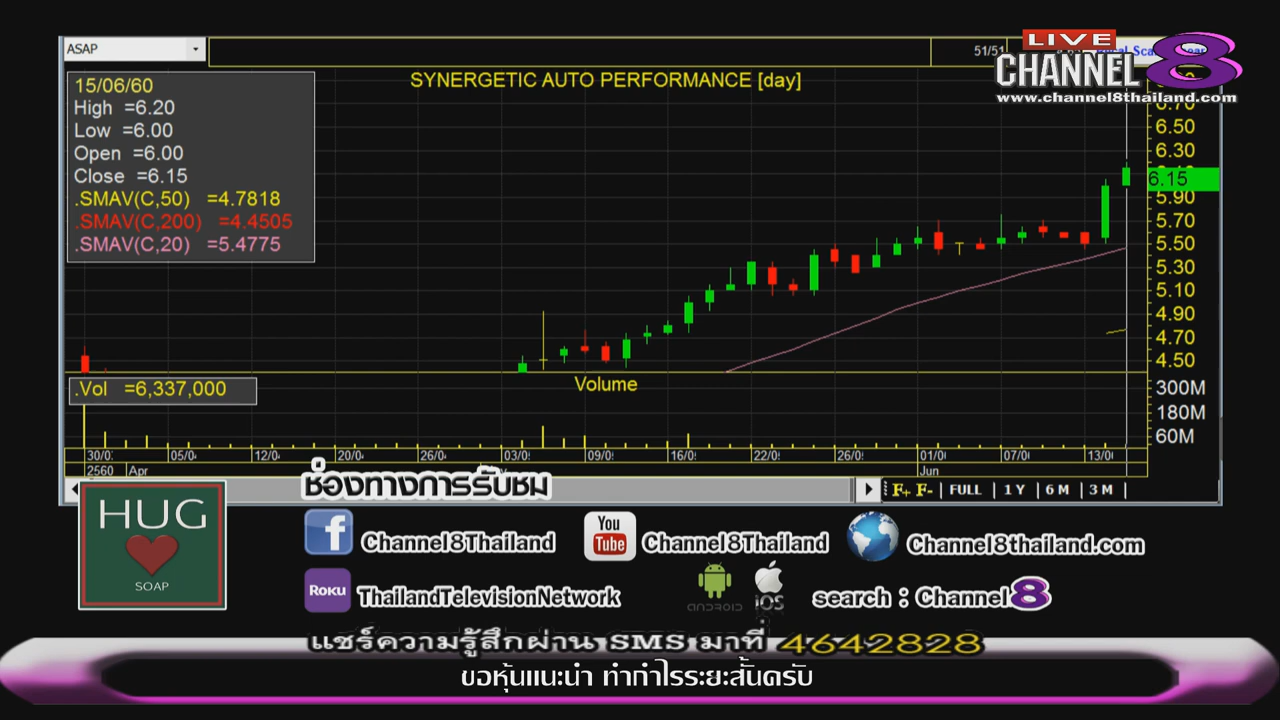 ASAP
51/51
LIVE
CHANNEL 8
www.channel8thailand.com
15/06/60
High =6.20
Low =6.00
Open =6.00
Close =6.15
.SMAV(C,50) =4.7818
.SMAV(C,200) =4.4505
.SMAV(C,20) =5.4775
SYNERGETIC AUTO PERFORMANCE [day]
6.70
6.50
6.30
6.15
5.90
5.70
5.50
5.30
5.10
4.90
4.70
4.50
.Vol =6,337,000
Volume
300M
180M
60M
30/0 05/0 12/0 20/0 26/0 03/0 09/0 16/0 22/0 26/0 01/0 07/0 13/0
2560 Apr Jun
F+ F- | FULL | 1 Y | 6 M | 3 M |
ช่องทางการรับชม
HUG
SOAP
f Channel8Thailand
You Tube Channel8Thailand
Channel8thailand.com
ROKU ThailandTelevisionNetwork
ANDROID iOS
search : Channel 8
แชร์ความรู้สึกผ่าน SMS มาที่ 4642828
ขอหุ้นแนะนำ ทำกำไรระยะสั้นครับ